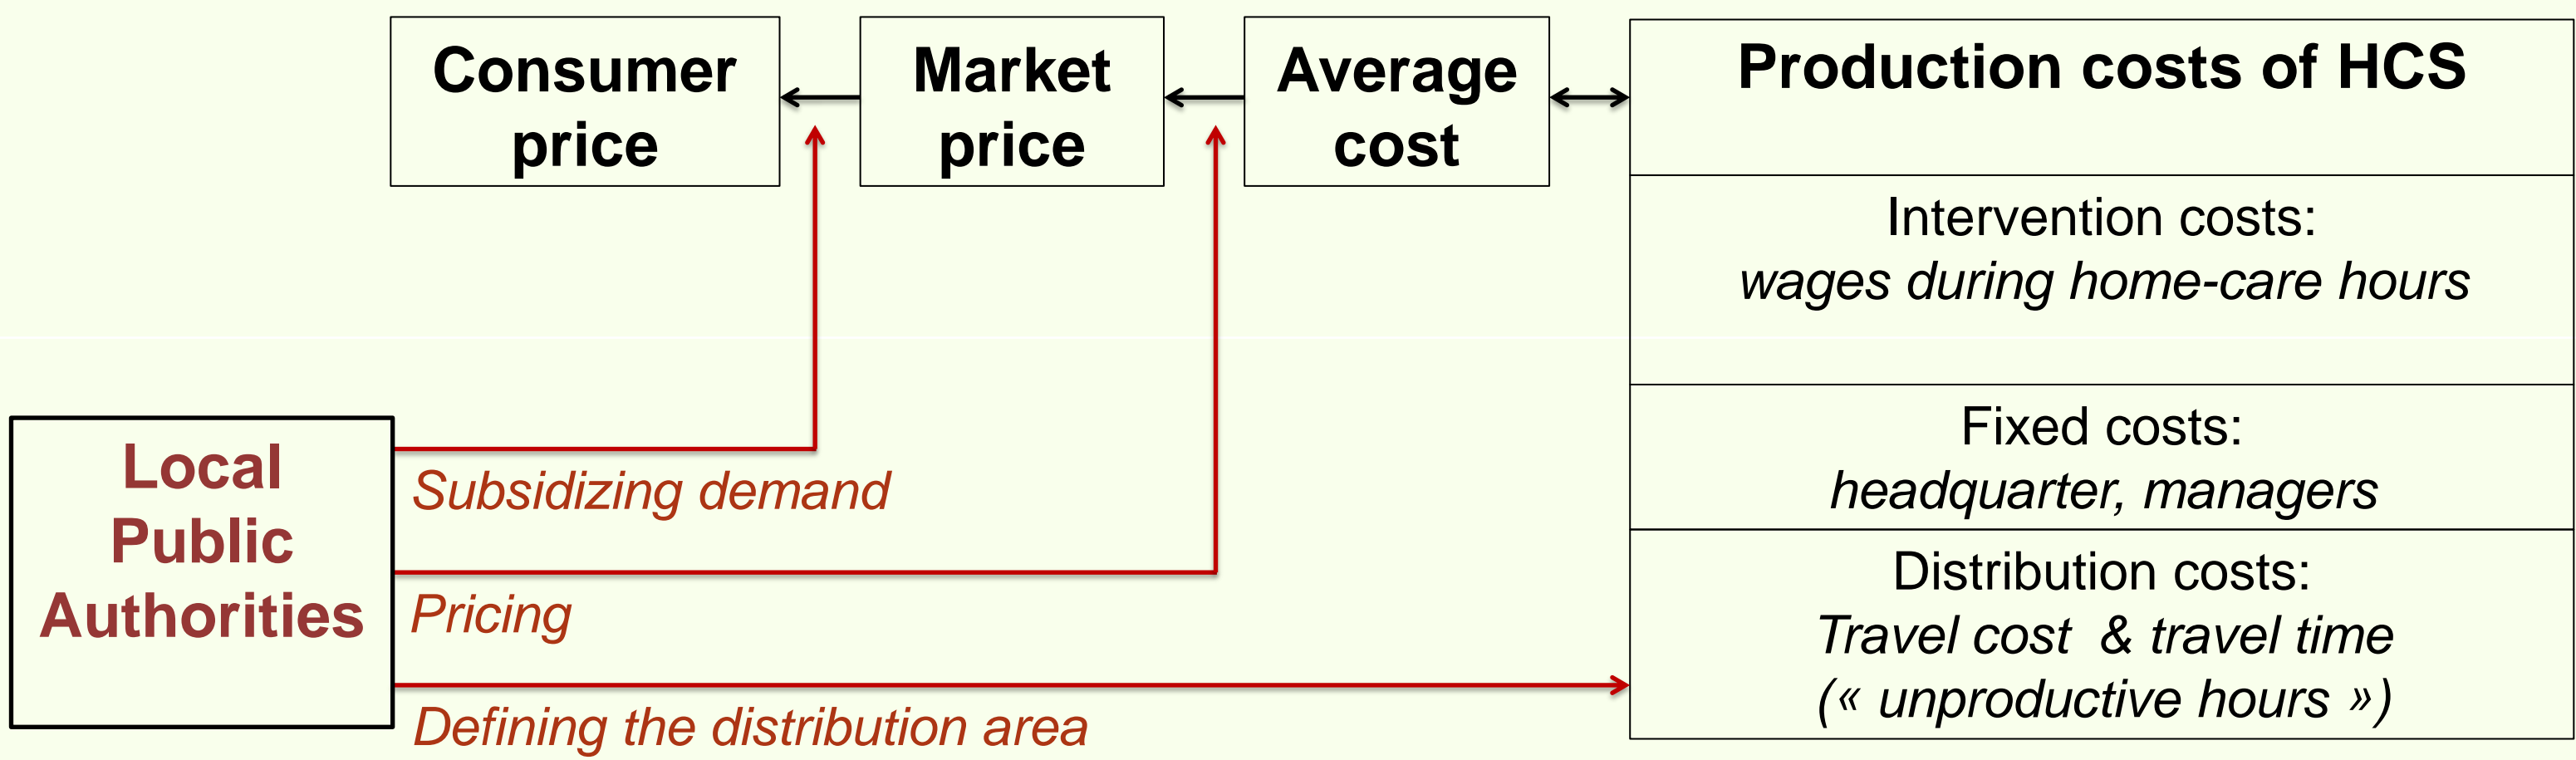 Consumer
price
Market
price
Average
cost
Production costs of HCS
Intervention costs:
wages during home-care hours
Fixed costs:
headquarter, managers
Distribution costs:
Travel cost & travel time
(« unproductive hours »)
Local
Public
Authorities
Subsidizing demand
Pricing
Defining the distribution area